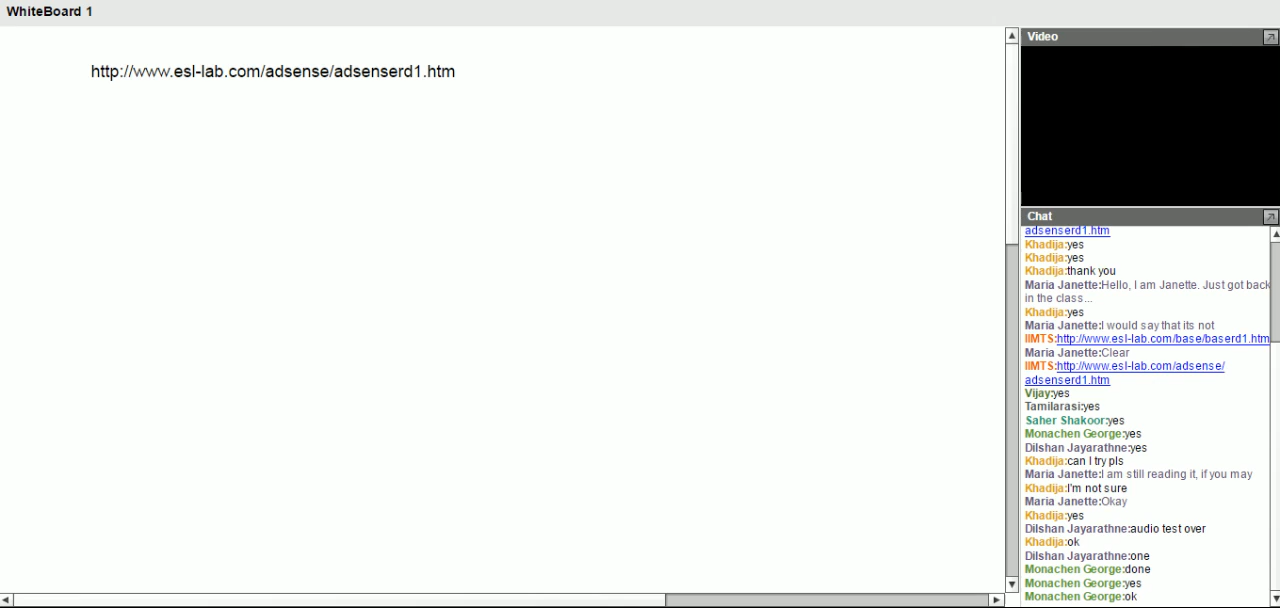 WhiteBoard 1
http://www.esl-lab.com/adsense/adsenserd1.htm
Video
Chat
adsenserd1.htm
Khadija:yes
Khadija:yes
Khadija:thank you
Maria Janette:Hello, I am Janette. Just got back
in the class...
Khadija:yes
Maria Janette:I would say that its not
IIMTS:http://www.esl-lab.com/base/baserd1.htm
Maria Janette:Clear
IIMTS:http://www.esl-lab.com/adsense/
adsenserd1.htm
Vijay:yes
Tamilarasi:yes
Saher Shakoor:yes
Monachen George:yes
Dilshan Jayarathne:yes
Khadija:can I try pls
Maria Janette:I am still reading it, if you may
Khadija:I'm not sure
Maria Janette:Okay
Khadija:yes
Dilshan Jayarathne:audio test over
Khadija:ok
Dilshan Jayarathne:one
Monachen George:done
Monachen George:yes
Monachen George:ok